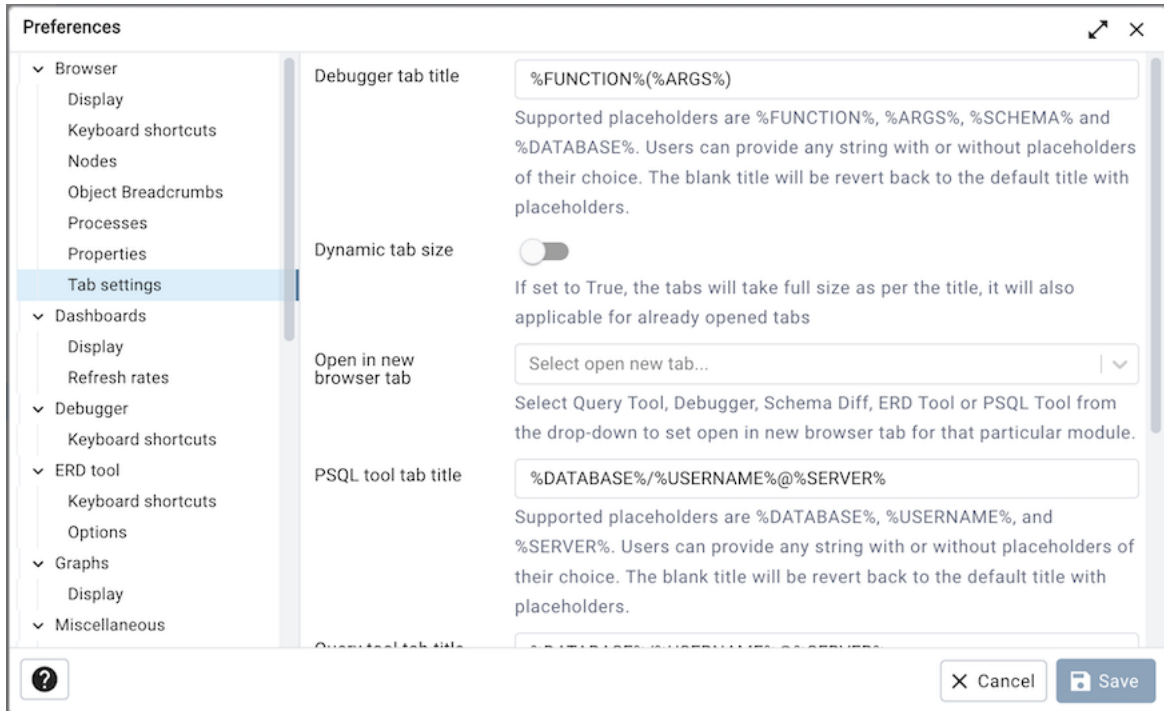 Preferences
Browser
Display
Keyboard shortcuts
Nodes
Object Breadcrumbs
Processes
Properties
Tab settings
Dashboards
Display
Refresh rates
Debugger
Keyboard shortcuts
ERD tool
Keyboard shortcuts
Options
Graphs
Display
Miscellaneous
Debugger tab title
%FUNCTION%(%ARGS%)
Supported placeholders are %FUNCTION%, %ARGS%, %SCHEMA% and
%DATABASE%. Users can provide any string with or without placeholders
of their choice. The blank title will be revert back to the default title with
placeholders.
Dynamic tab size
If set to True, the tabs will take full size as per the title, it will also
applicable for already opened tabs
Open in new
browser tab
Select open new tab...
Select Query Tool, Debugger, Schema Diff, ERD Tool or PSQL Tool from
the drop-down to set open in new browser tab for that particular module.
PSQL tool tab title
%DATABASE%/%USERNAME%@%SERVER%
Supported placeholders are %DATABASE%, %USERNAME%, and
%SERVER%. Users can provide any string with or without placeholders of
their choice. The blank title will be revert back to the default title with
placeholders.
Query tool tab title
%DATABASE%/%USERNAME%@%SERVER%
Cancel
Save